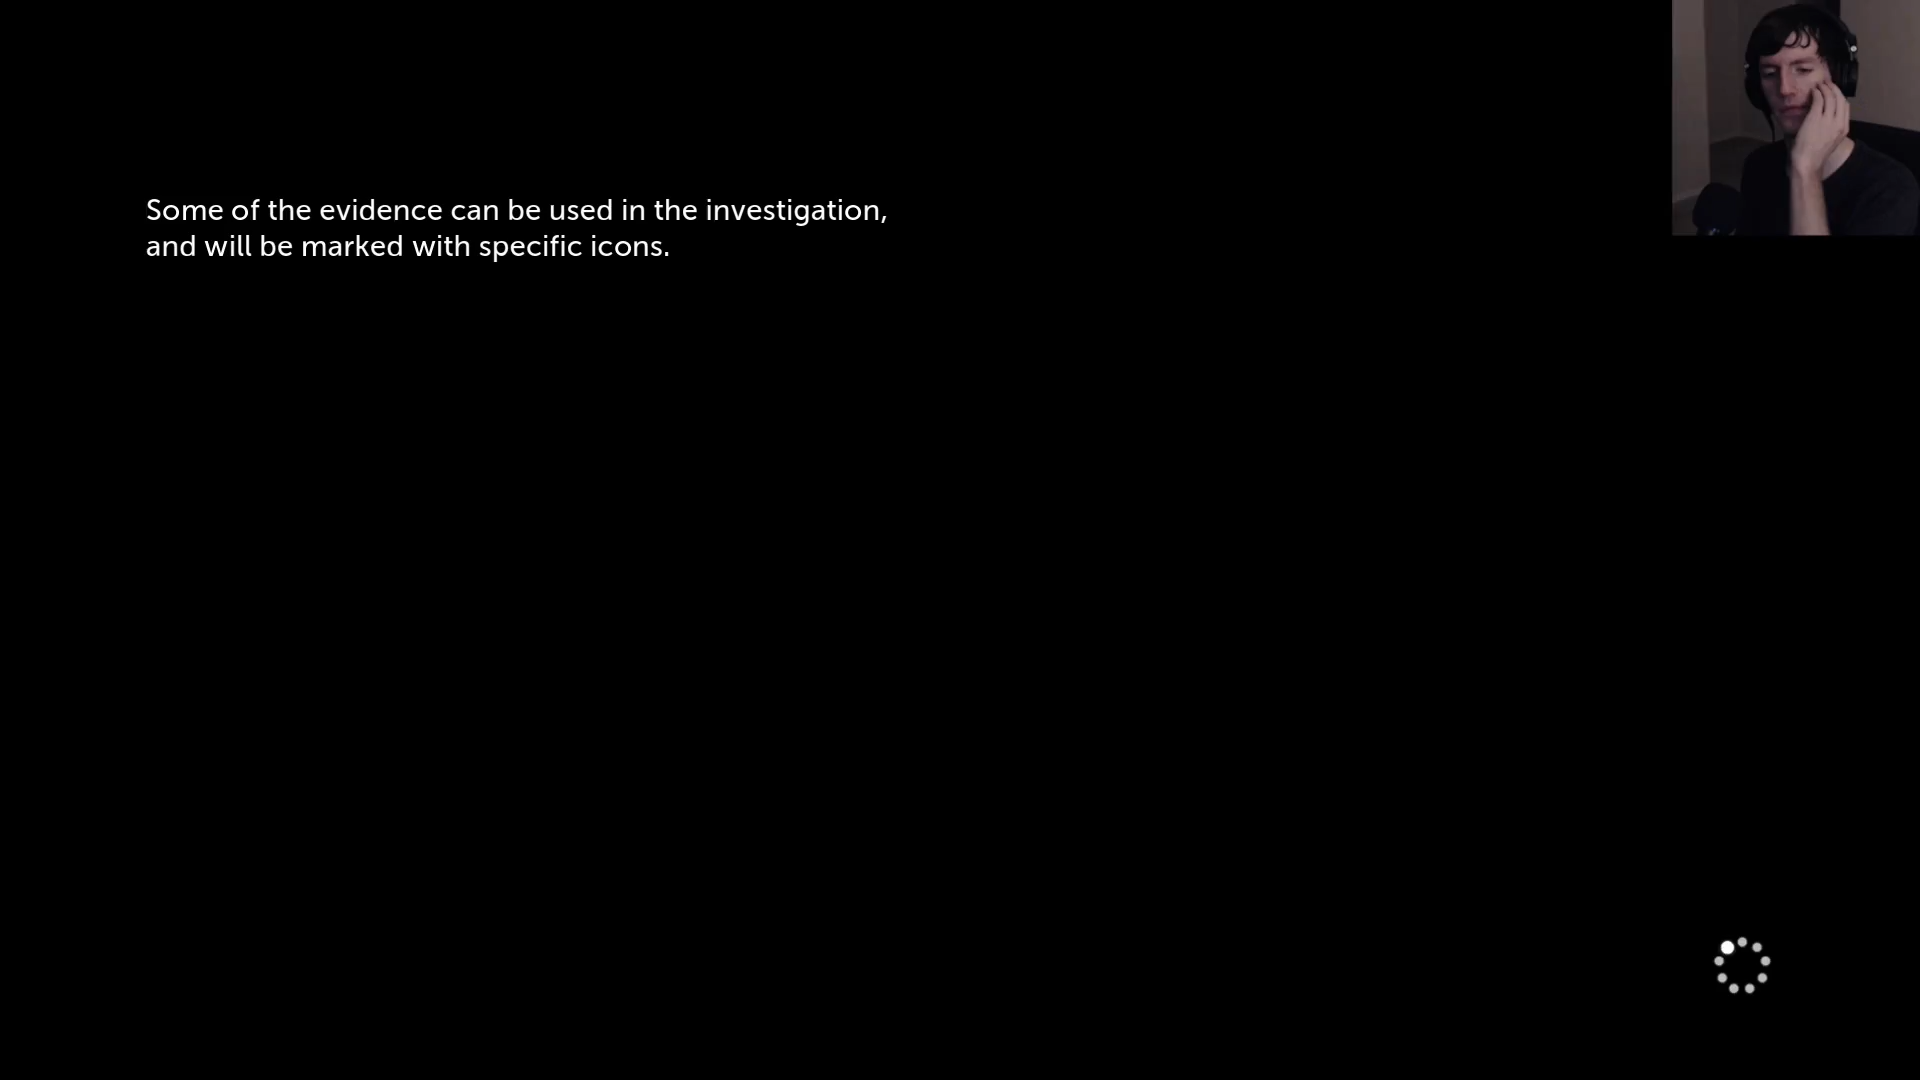 Some of the evidence can be used in the investigation,
and will be marked with specific icons.